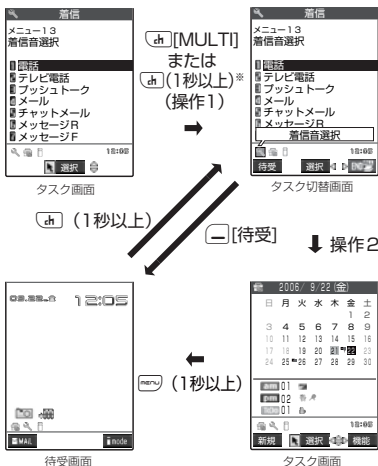 着信
メニュー13
着信音選択
電話
テレビ電話
プッシュトーク
メール
チャットメール
メッセージR
メッセージF
12:05
選択
タスク画面
[MULTI]
または
(1秒以上)※
(操作1)
着信
メニュー13
着信音選択
電話
テレビ電話
プッシュトーク
メール
チャットメール
メッセージR
着信音選択
12:05
待受 選択
タスク切替画面
(1秒以上)
[待受]
操作2
12:05
MAIL imode
待受画面
menu (1秒以上)
2006/ 9/22(金)
日 月 火 水 木 金 土
1 2
3 4 5 6 7 8 9
10 11 12 13 14 15 16
17 18 19 20 21 22 23
24 25 26 27 28 29 30
am 01
pm 02
01
12:05
新規 選択 機能
タスク画面